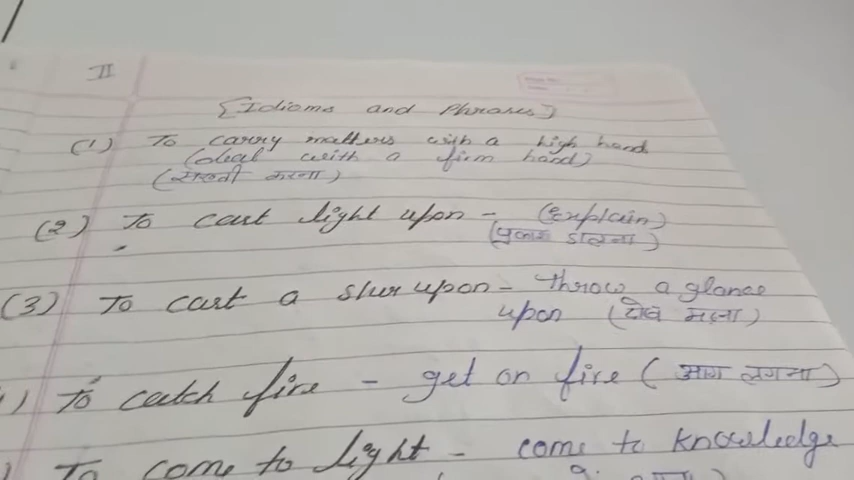 II
{Idioms and Phrases}
(1) To carry matters with a high hand
(deal with a firm hand)
(सख्ती करना)
(2) To cast light upon - (explain)
(प्रकाश डालना)
(3) To cast a slur upon - throw a glance
upon (दोष मढ़ना)
) To catch fire - get on fire (आग लगना)
) To come to light - come to knowledge